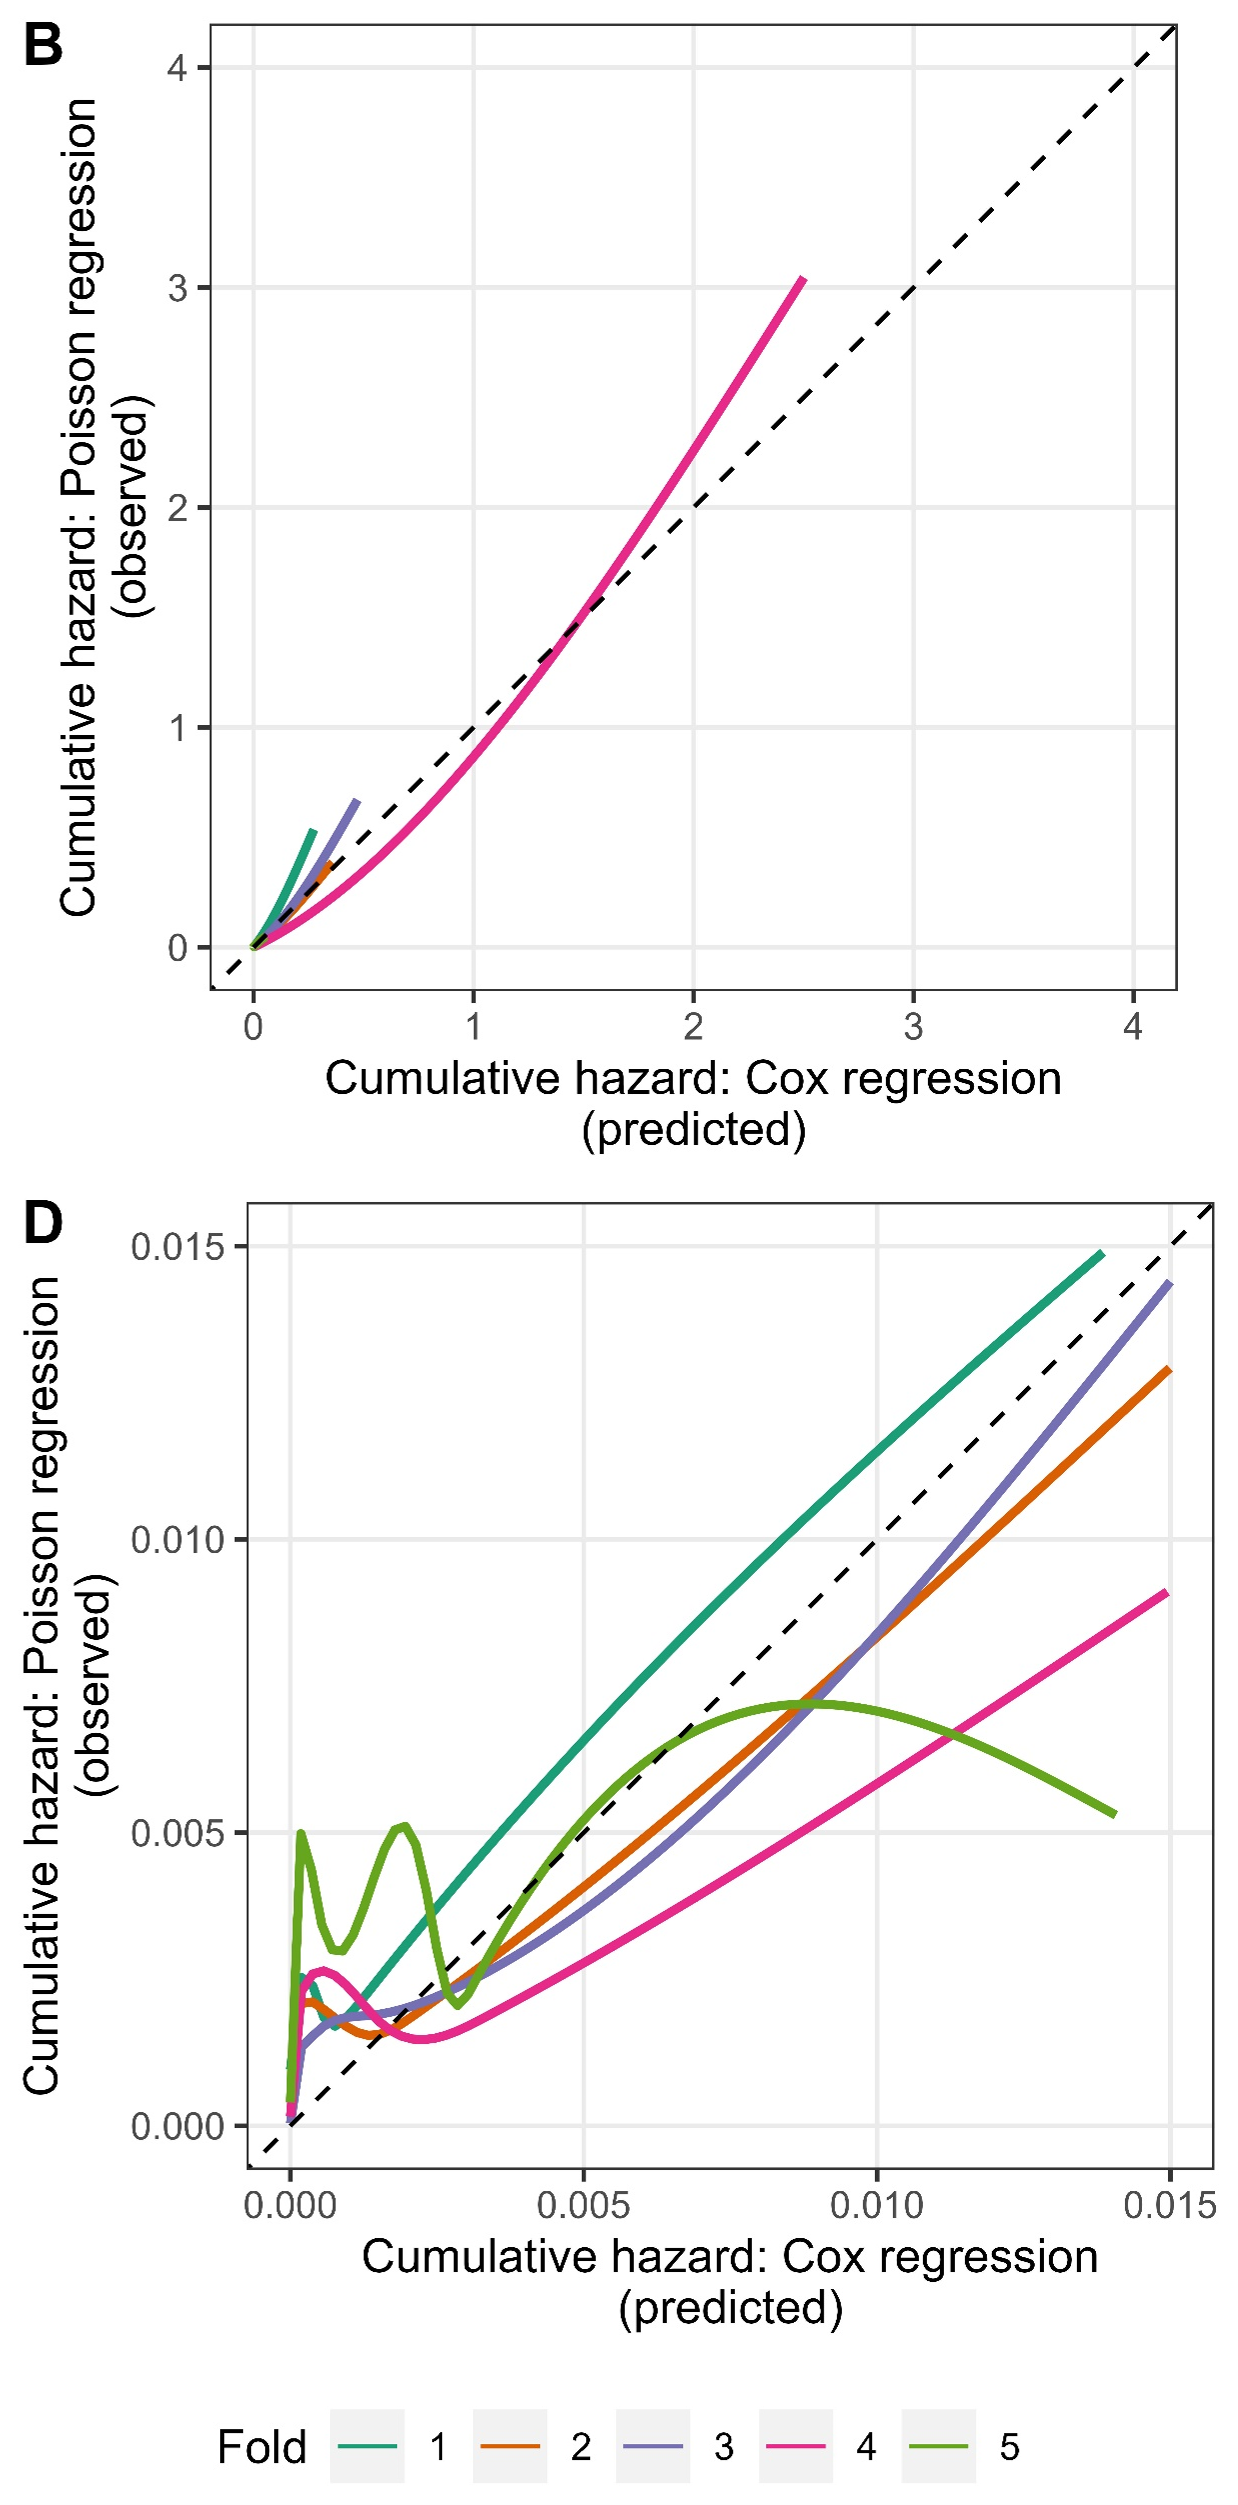 B
Cumulative hazard: Poisson regression
(observed)
4
3
2
1
0
0 1 2 3 4
Cumulative hazard: Cox regression
(predicted)
D
Cumulative hazard: Poisson regression
(observed)
0.015
0.010
0.005
0.000
0.000 0.005 0.010 0.015
Cumulative hazard: Cox regression
(predicted)
Fold 1 2 3 4 5